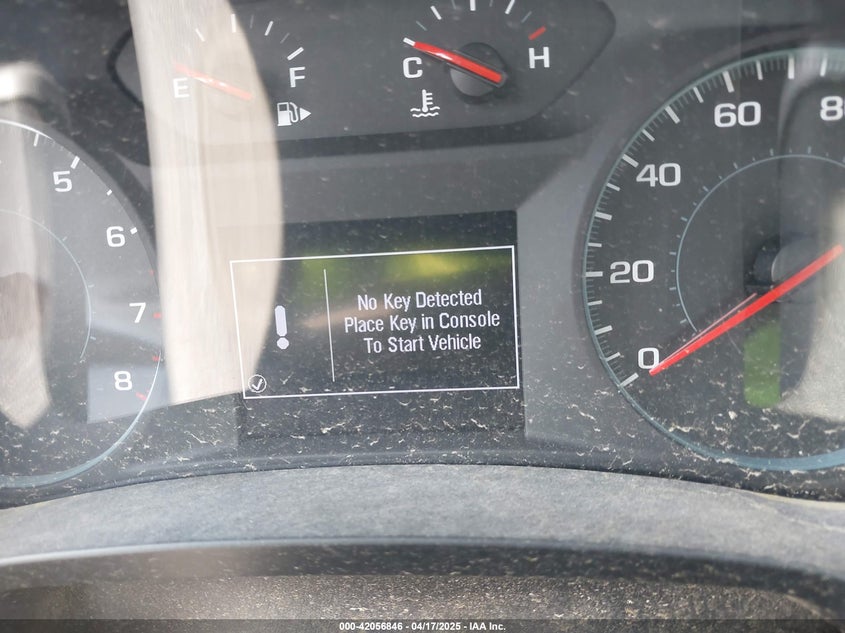 E
F
C
H
5
6
7
8
0
20
40
60
80
No Key Detected
Place Key in Console
To Start Vehicle
000-42056846 - 04/17/2025 - IAA Inc.